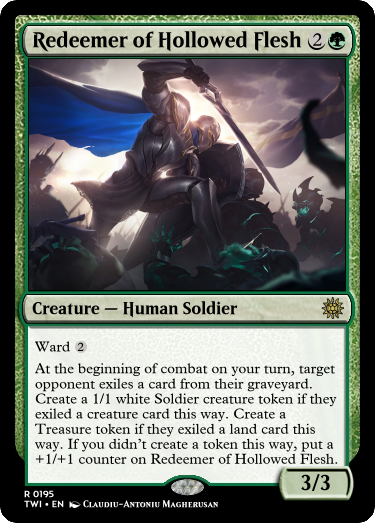 Redeemer of Hollowed Flesh 2
Creature — Human Soldier
Ward 2
At the beginning of combat on your turn, target
opponent exiles a card from their graveyard.
Create a 1/1 white Soldier creature token if they
exiled a creature card this way. Create a
Treasure token if they exiled a land card this
way. If you didn't create a token this way, put a
+1/+1 counter on Redeemer of Hollowed Flesh.
3/3
R 0195
TWI • EN Claudiu-Antoniu Magherusan